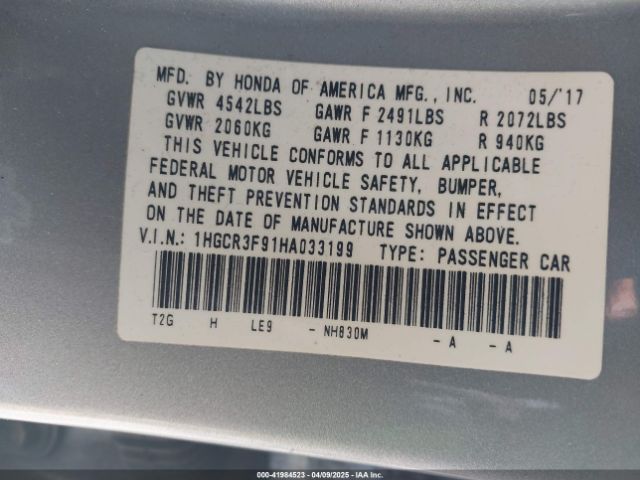 MFD. BY HONDA OF AMERICA MFG., INC. 05/'17
GVWR 4542LBS GAWR F 2491LBS R 2072LBS
GVWR 2060KG GAWR F 1130KG R 940KG
THIS VEHICLE CONFORMS TO ALL APPLICABLE
FEDERAL MOTOR VEHICLE SAFETY, BUMPER,
AND THEFT PREVENTION STANDARDS IN EFFECT
ON THE DATE OF MANUFACTURE SHOWN ABOVE.
V.I.N.: 1HGCR3F91HA033199 TYPE: PASSENGER CAR
T2G H LE9 - NH830M - A - A
000-41984523 | 04/09/2025 - IAA Inc.